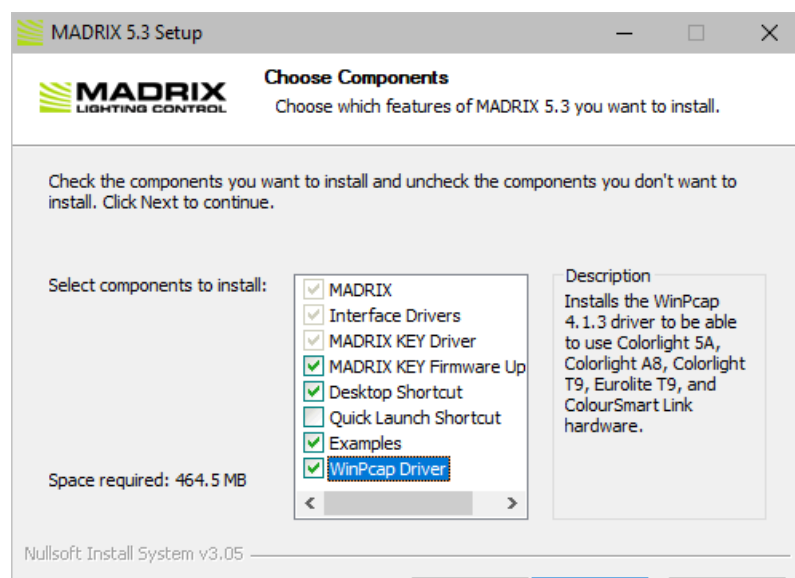 MADRIX 5.3 Setup
MADRIX
LIGHTING CONTROL
Choose Components
Choose which features of MADRIX 5.3 you want to install.
Check the components you want to install and uncheck the components you don't want to
install. Click Next to continue.
Select components to install:
MADRIX
Interface Drivers
MADRIX KEY Driver
MADRIX KEY Firmware Up
Desktop Shortcut
Quick Launch Shortcut
Examples
WinPcap Driver
Description
Installs the WinPcap
4.1.3 driver to be able
to use Colorlight 5A,
Colorlight A8, Colorlight
T9, Eurolite T9, and
ColourSmart Link
hardware.
Space required: 464.5 MB
Nullsoft Install System v3.05